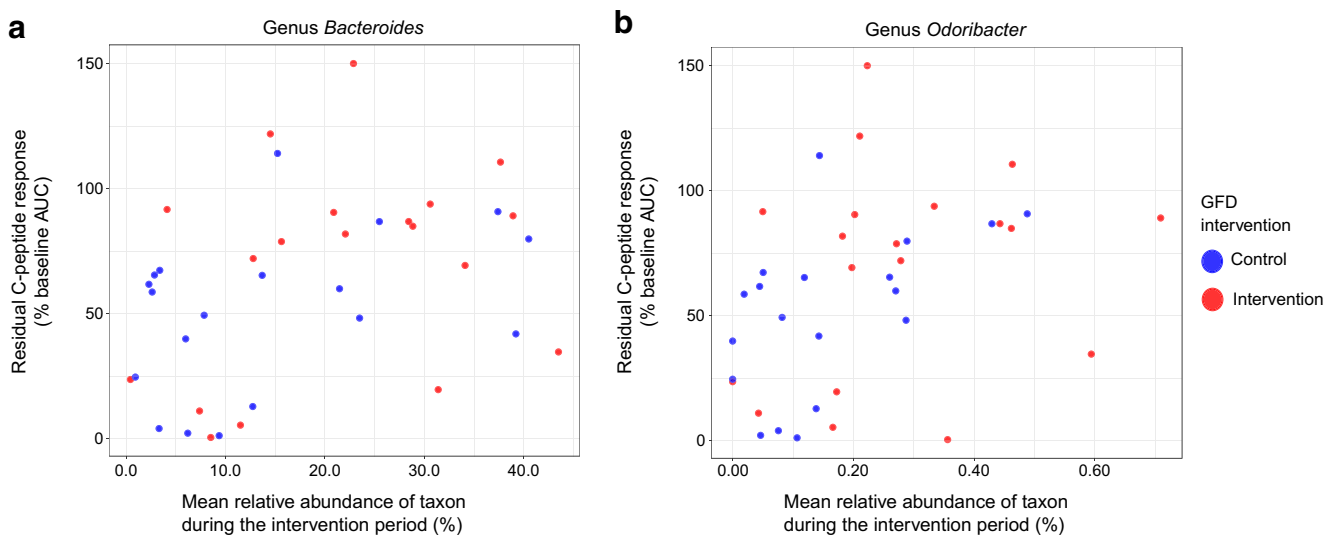 a
Genus Bacteroides
Residual C-peptide response
(% baseline AUC)
150
100
50
0
0.0 10.0 20.0 30.0 40.0
Mean relative abundance of taxon
during the intervention period (%)
b
Genus Odoribacter
Residual C-peptide response
(% baseline AUC)
150
100
50
0
0.00 0.20 0.40 0.60
Mean relative abundance of taxon
during the intervention period (%)
GFD
intervention
Control
Intervention